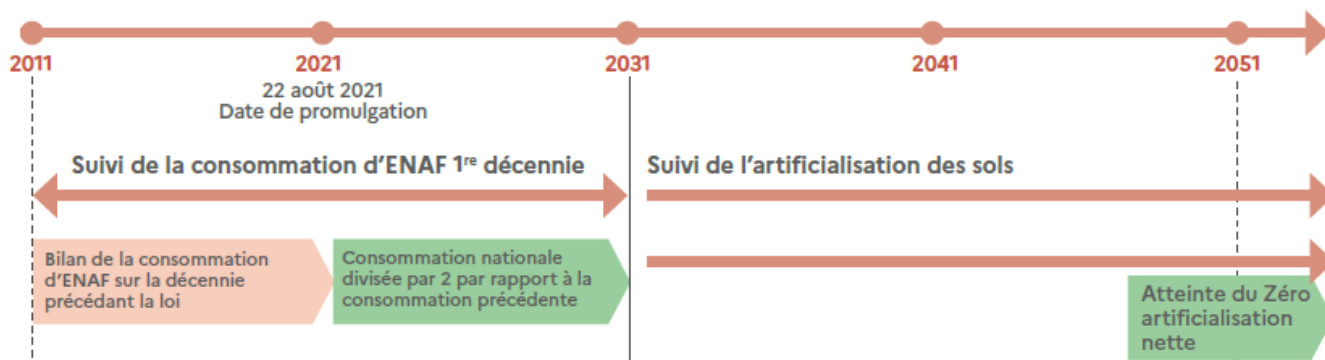 2011
2021
2031
2041
2051
22 août 2021
Date de promulgation
Suivi de la consommation d'ENAF 1re décennie
Suivi de l'artificialisation des sols
Bilan de la consommation
d'ENAF sur la décennie
précédant la loi
Consommation nationale
divisée par 2 par rapport à la
consommation précédente
Atteinte du Zéro
artificialisation
nette